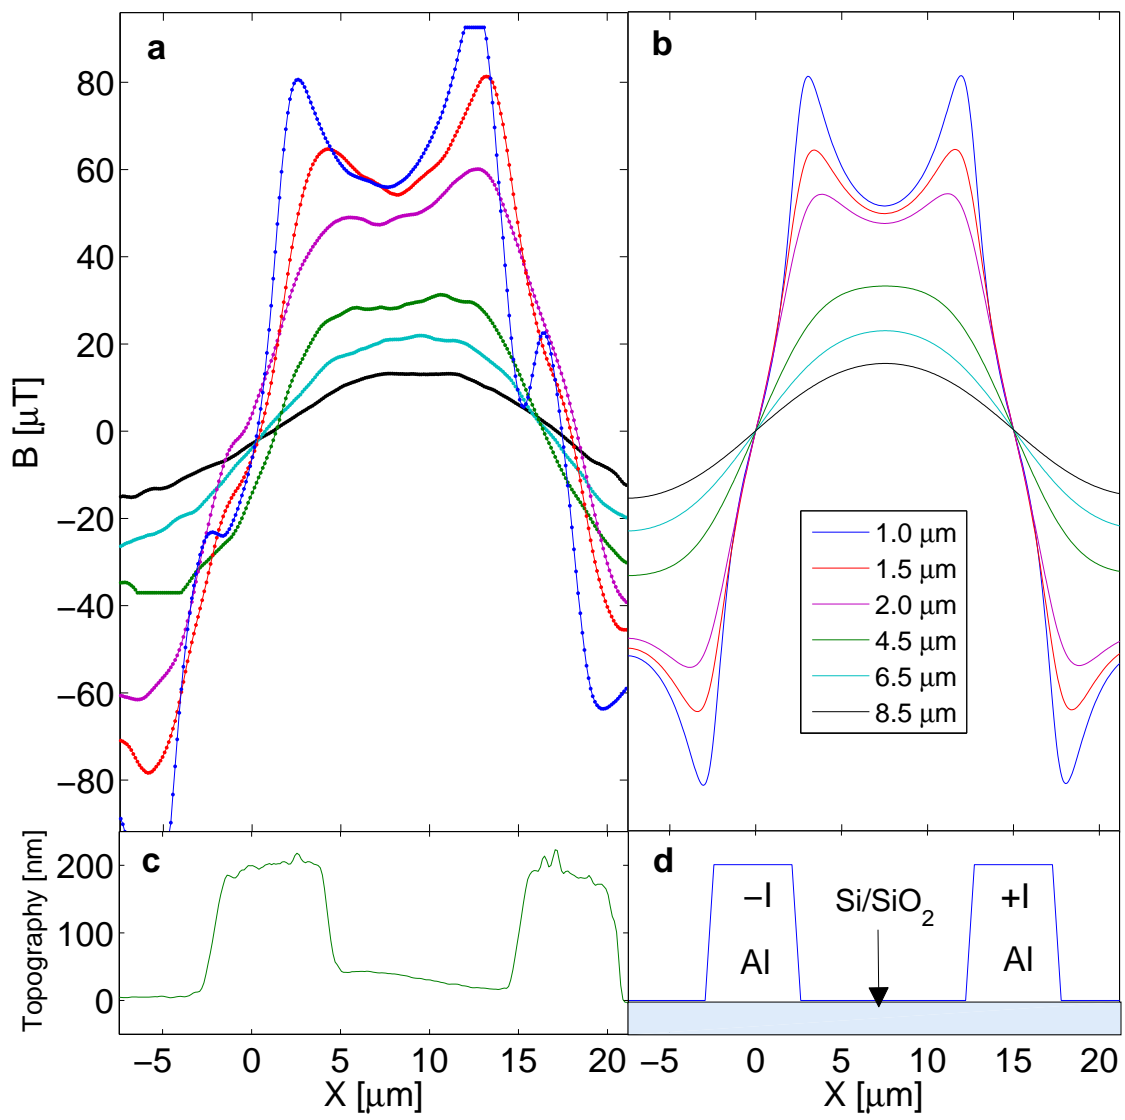 a
b
80
60
40
20
0
−20
−40
−60
−80
B [μT]
1.0 μm
1.5 μm
2.0 μm
4.5 μm
6.5 μm
8.5 μm
c
d
200
100
0
Topography [nm]
−I
Al
Si/SiO2
+I
Al
−5 0 5 10 15 20
−5 0 5 10 15 20
X [μm]
X [μm]